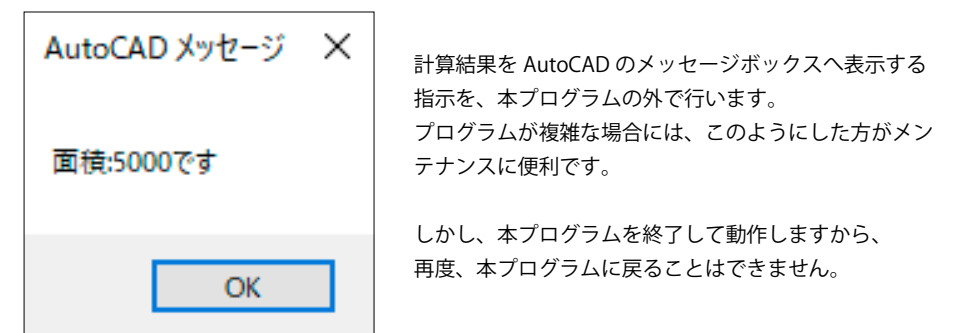 AutoCAD メッセージ ×
面積:5000です
OK
計算結果を AutoCAD のメッセージボックスへ表示する
指示を、本プログラムの外で行います。
プログラムが複雑な場合には、このようにした方がメン
テナンスに便利です。
しかし、本プログラムを終了して動作しますから、
再度、本プログラムに戻ることはできません。